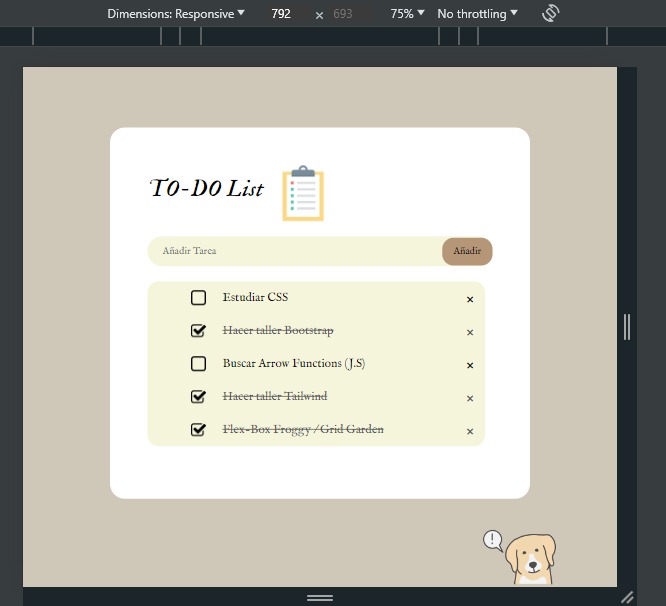 Dimensions: Responsive ▼ 792 × 693 75% ▼ No throttling ▼
TO-DO List
Añadir Tarea Añadir
Estudiar CSS ×
Hacer taller Bootstrap ×
Buscar Arrow Functions (J.S) ×
Hacer taller Tailwind ×
Flex-Box Froggy /Grid Garden ×
!